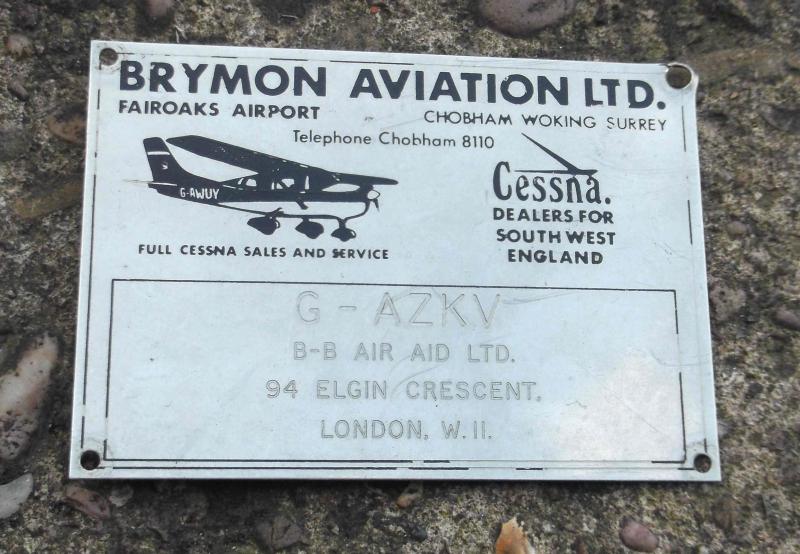 BRYMON AVIATION LTD.
FAIROAKS AIRPORT
CHOBHAM WOKING SURREY
Telephone Chobham 8110
G-AWUY
FULL CESSNA SALES AND SERVICE
Cessna.
DEALERS FOR
SOUTH WEST
ENGLAND
G-AZKV
B-B AIR AID LTD.
94 ELGIN CRESCENT,
LONDON, W.11.